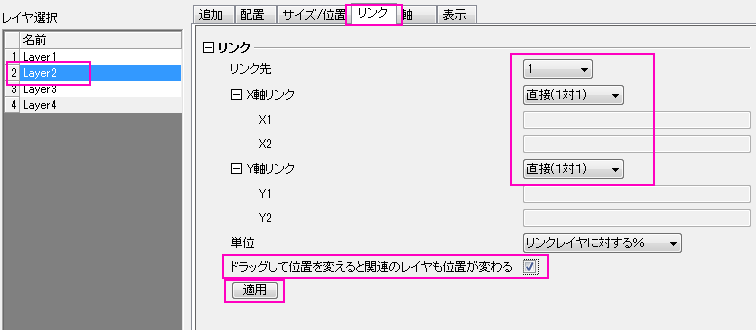 レイヤ選択
名前
1 Layer1
2 Layer2
3 Layer3
4 Layer4
追加 配置 サイズ/位置 リンク 軸 表示
リンク
リンク先 1
X軸リンク 直接(1対1)
X1
X2
Y軸リンク 直接(1対1)
Y1
Y2
単位 リンクレイヤに対する%
ドラッグして位置を変えると関連のレイヤも位置が変わる
適用